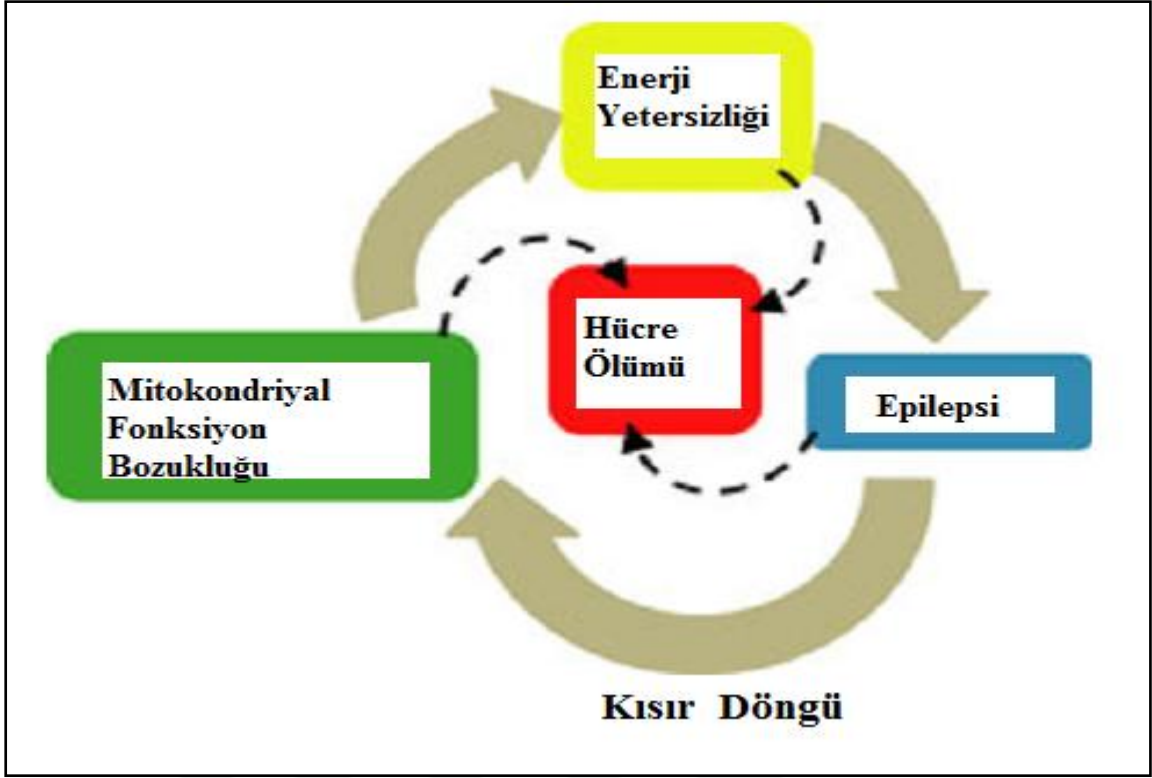 Enerji
Yetersizliği
Hücre
Ölümü
Mitokondriyal
Fonksiyon
Bozukluğu
Epilepsi
Kısır Döngü